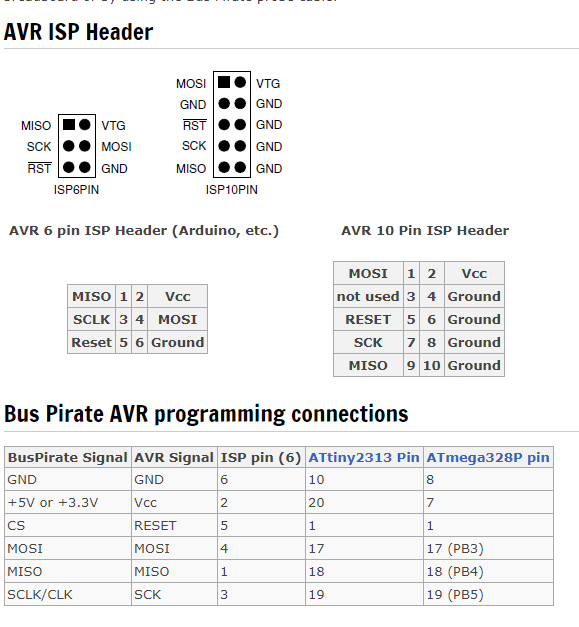 AVR ISP Header
MOSI VTG
GND GND
MISO VTG RST GND
SCK MOSI SCK GND
RST GND MISO GND
ISP6PIN ISP10PIN
AVR 6 pin ISP Header (Arduino, etc.) AVR 10 Pin ISP Header
MOSI 1 2 Vcc
MISO 1 2 Vcc not used 3 4 Ground
SCLK 3 4 MOSI RESET 5 6 Ground
Reset 5 6 Ground SCK 7 8 Ground
MISO 9 10 Ground
Bus Pirate AVR programming connections
BusPirate Signal AVR Signal ISP pin (6) ATtiny2313 Pin ATmega328P pin
GND GND 6 10 8
+5V or +3.3V Vcc 2 20 7
CS RESET 5 1 1
MOSI MOSI 4 17 17 (PB3)
MISO MISO 1 18 18 (PB4)
SCLK/CLK SCK 3 19 19 (PB5)